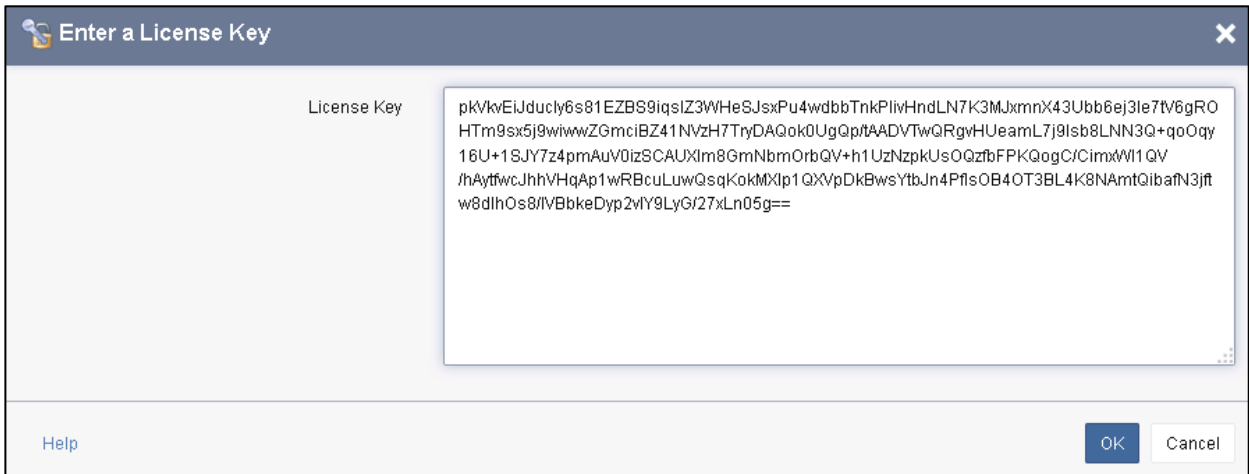 Enter a License Key
License Key
pkVkvEiJducly6s81EZBS9iqslZ3WHeSJsxPu4wdbbTnkPlivHndLN7K3MJxmnX43Ubb6ej3le7tV6gRO
HTm9sx5j9wiwwZGmciBZ41NVzH7TryDAQok0UgQp/tAADVTwQRgvHUeamL7j9lsb8LNN3Q+qoOqy
16U+1SJY7z4pmAuV0izSCAUXlm8GmNbmOrbQV+h1UzNzpkUsOQzfbFPKQogC/CimxWl1QV
/hAytfwcJhhVHqAp1wRBcuLuwQsqKokMXlp1QXVpDkBwsYtbJn4PflsOB4OT3BL4K8NAmtQibafN3jft
w8dlhOs8/lVBbkeDyp2vlY9LyG/27xLn05g==
Help
OK
Cancel